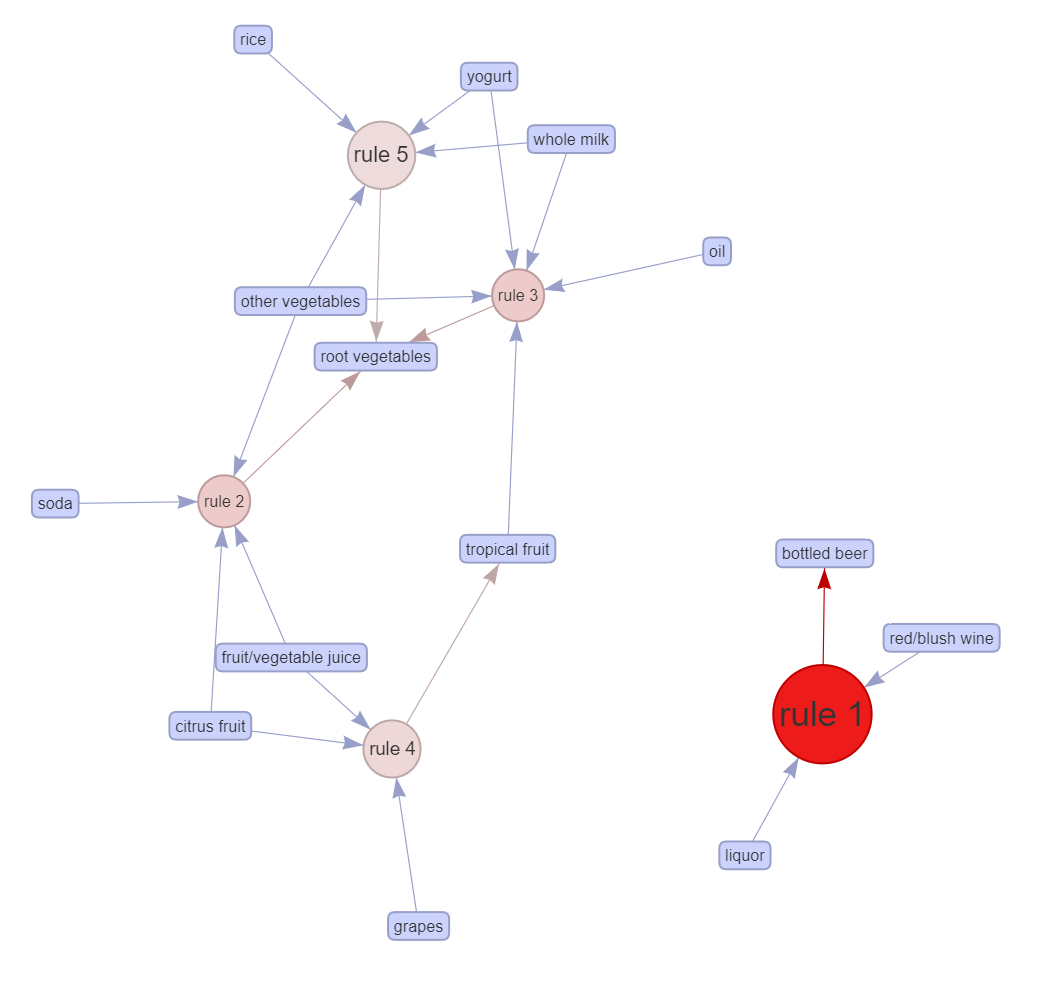 rice
yogurt
whole milk
rule 5
oil
other vegetables
rule 3
root vegetables
soda
rule 2
tropical fruit
bottled beer
red/blush wine
fruit/vegetable juice
citrus fruit
rule 1
rule 4
liquor
grapes